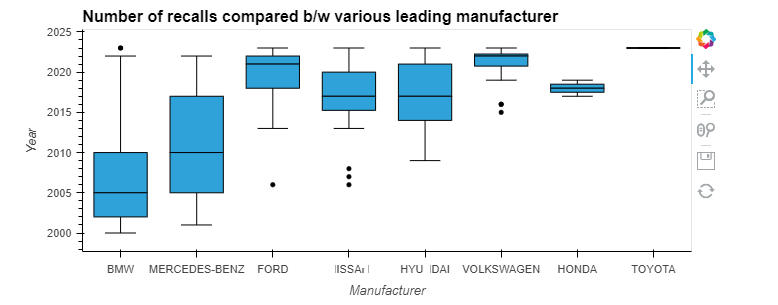 Number of recalls compared b/w various leading manufacturer
2025
2020
2015
2010
2005
2000
Year
BMW MERCEDES-BENZ FORD VOLKSWAGEN HONDA TOYOTA
Manufacturer